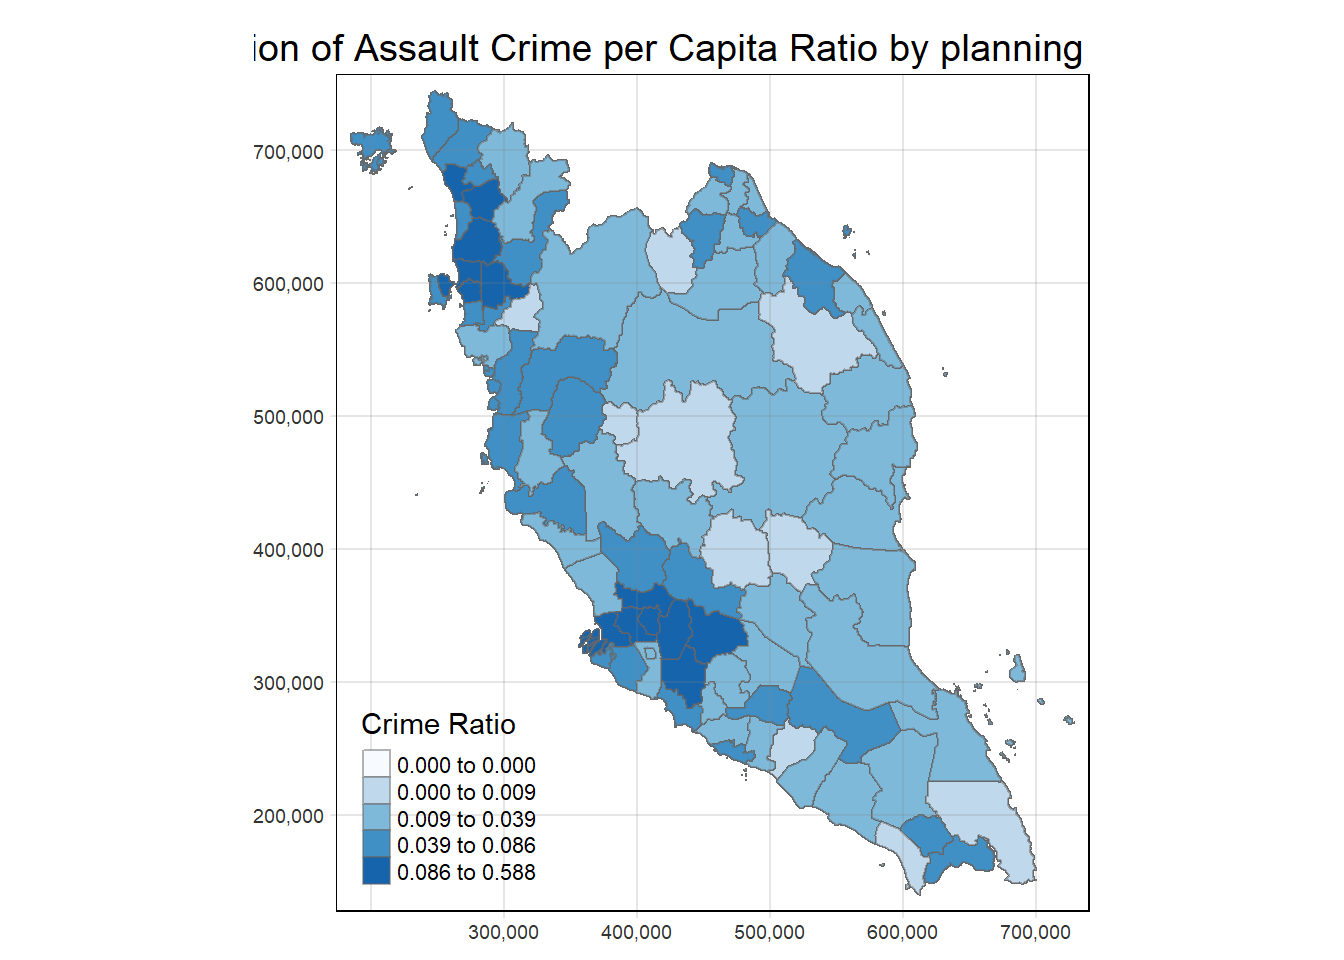 of Assault Crime per Capita Ratio by planning
700,000
600,000
500,000
400,000
300,000
200,000
Crime Ratio
0.000 to 0.000
0.000 to 0.009
0.009 to 0.039
0.039 to 0.086
0.086 to 0.588
300,000
400,000
500,000
600,000
700,000